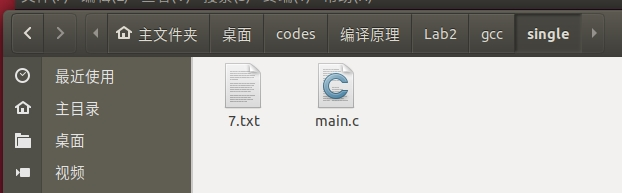 主文件夹 桌面 codes 编译原理 Lab2 gcc single
最近使用
主目录
桌面
视频
7.txt main.c